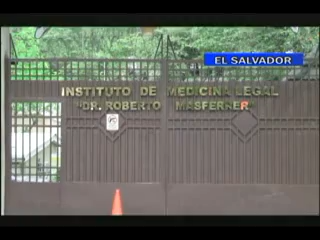 EL SALVADOR
INSTITUTO DE MEDICINA LEGAL
"DR. ROBERTO MASFERRER"